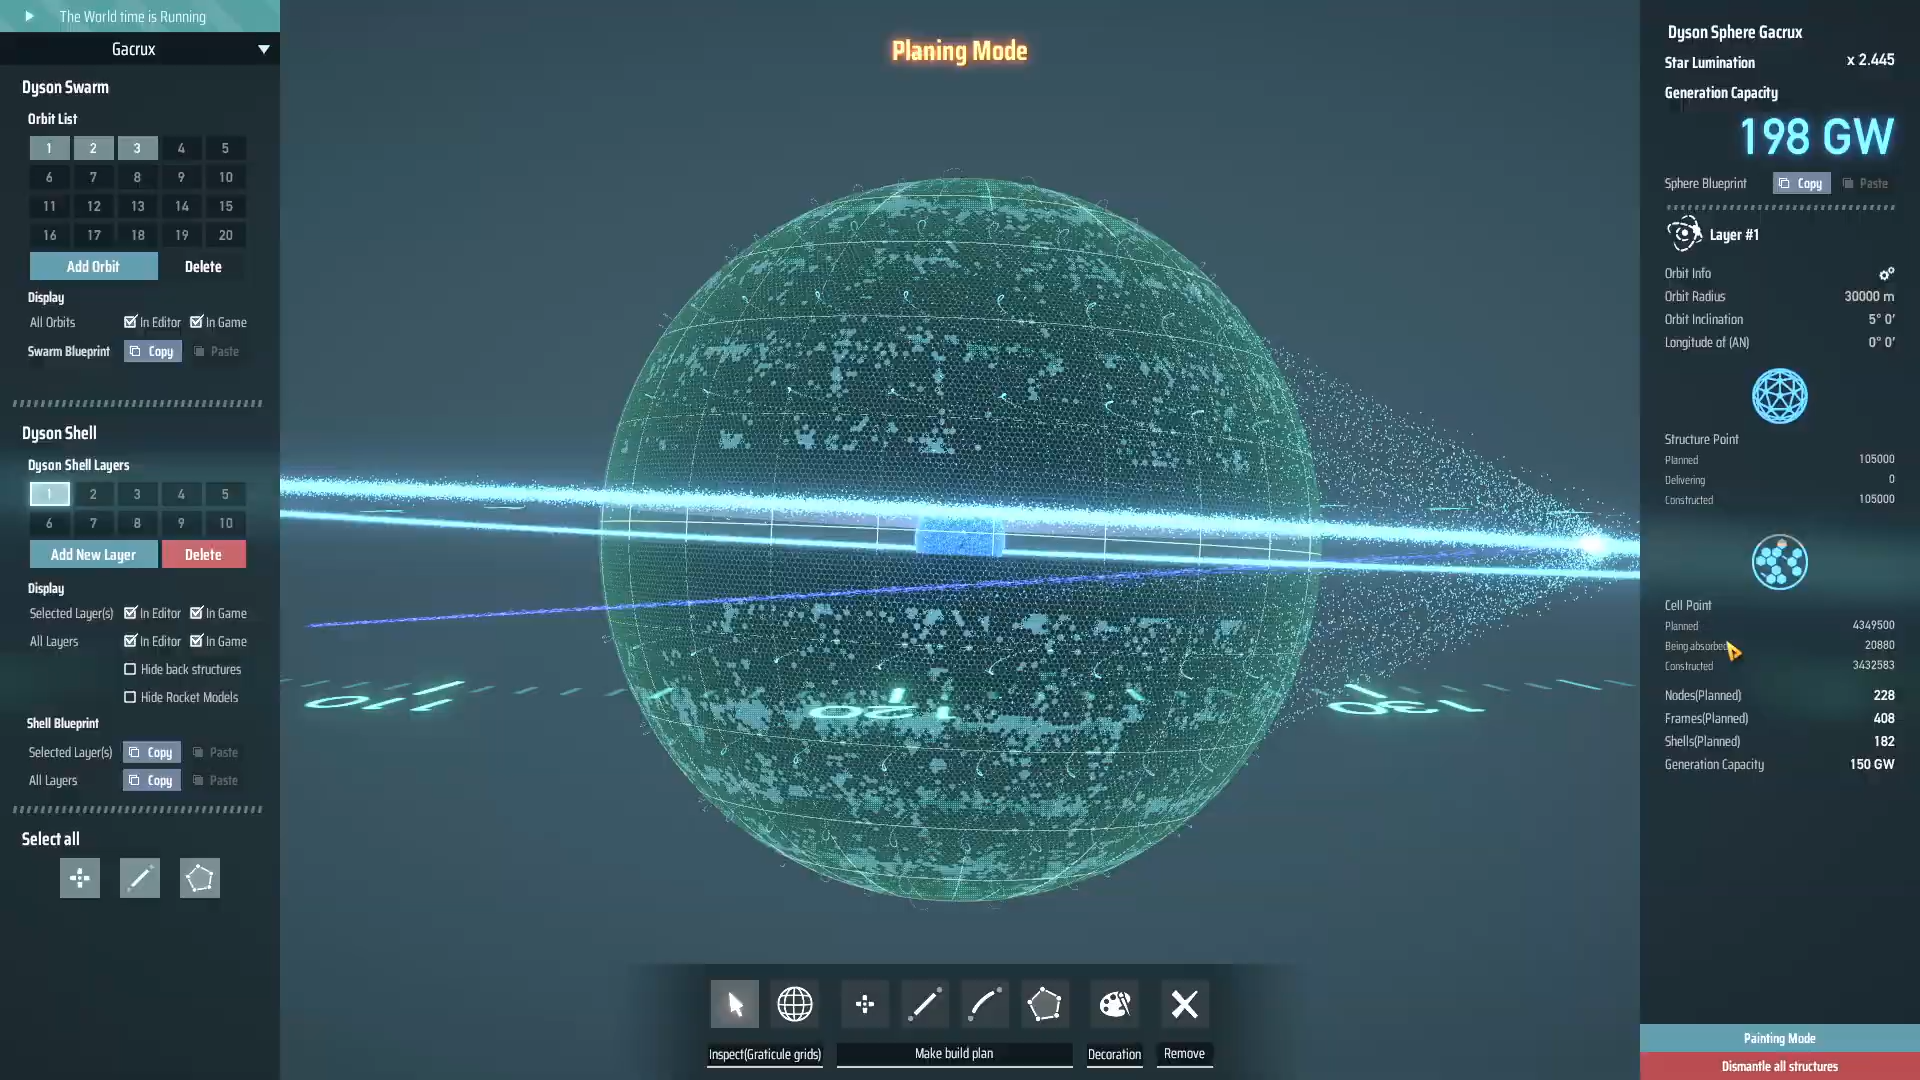 The World time is Running
Gacrux
Dyson Swarm
Orbit List
1 2 3 4 5
6 7 8 9 10
11 12 13 14 15
16 17 18 19 20
Add Orbit Delete
Display
All Orbits In Editor In Game
Swarm Blueprint Copy Paste
Dyson Shell
Dyson Shell Layers
1 2 3 4 5
6 7 8 9 10
Add New Layer Delete
Display
Selected Layer(s) In Editor In Game
All Layers In Editor In Game
Hide back structures
Hide Rocket Models
Shell Blueprint
Selected Layer(s) Copy Paste
All Layers Copy Paste
Select all
Planing Mode
110
120
130
Inspect(Graticule grids) Make build plan Decoration Remove
Dyson Sphere Gacrux
Star Lumination x 2.445
Generation Capacity
198 GW
Sphere Blueprint Copy Paste
Layer #1
Orbit Info
Orbit Radius 30000 m
Orbit Inclination 5° 0′
Longitude of (AN) 0° 0′
Structure Point
Planned 105000
Delivering 0
Constructed 105000
Cell Point
Planned 4349500
Being absorbed 20880
Constructed 3432583
Nodes(Planned) 228
Frames(Planned) 408
Shells(Planned) 182
Generation Capacity 150 GW
Painting Mode
Dismantle all structures